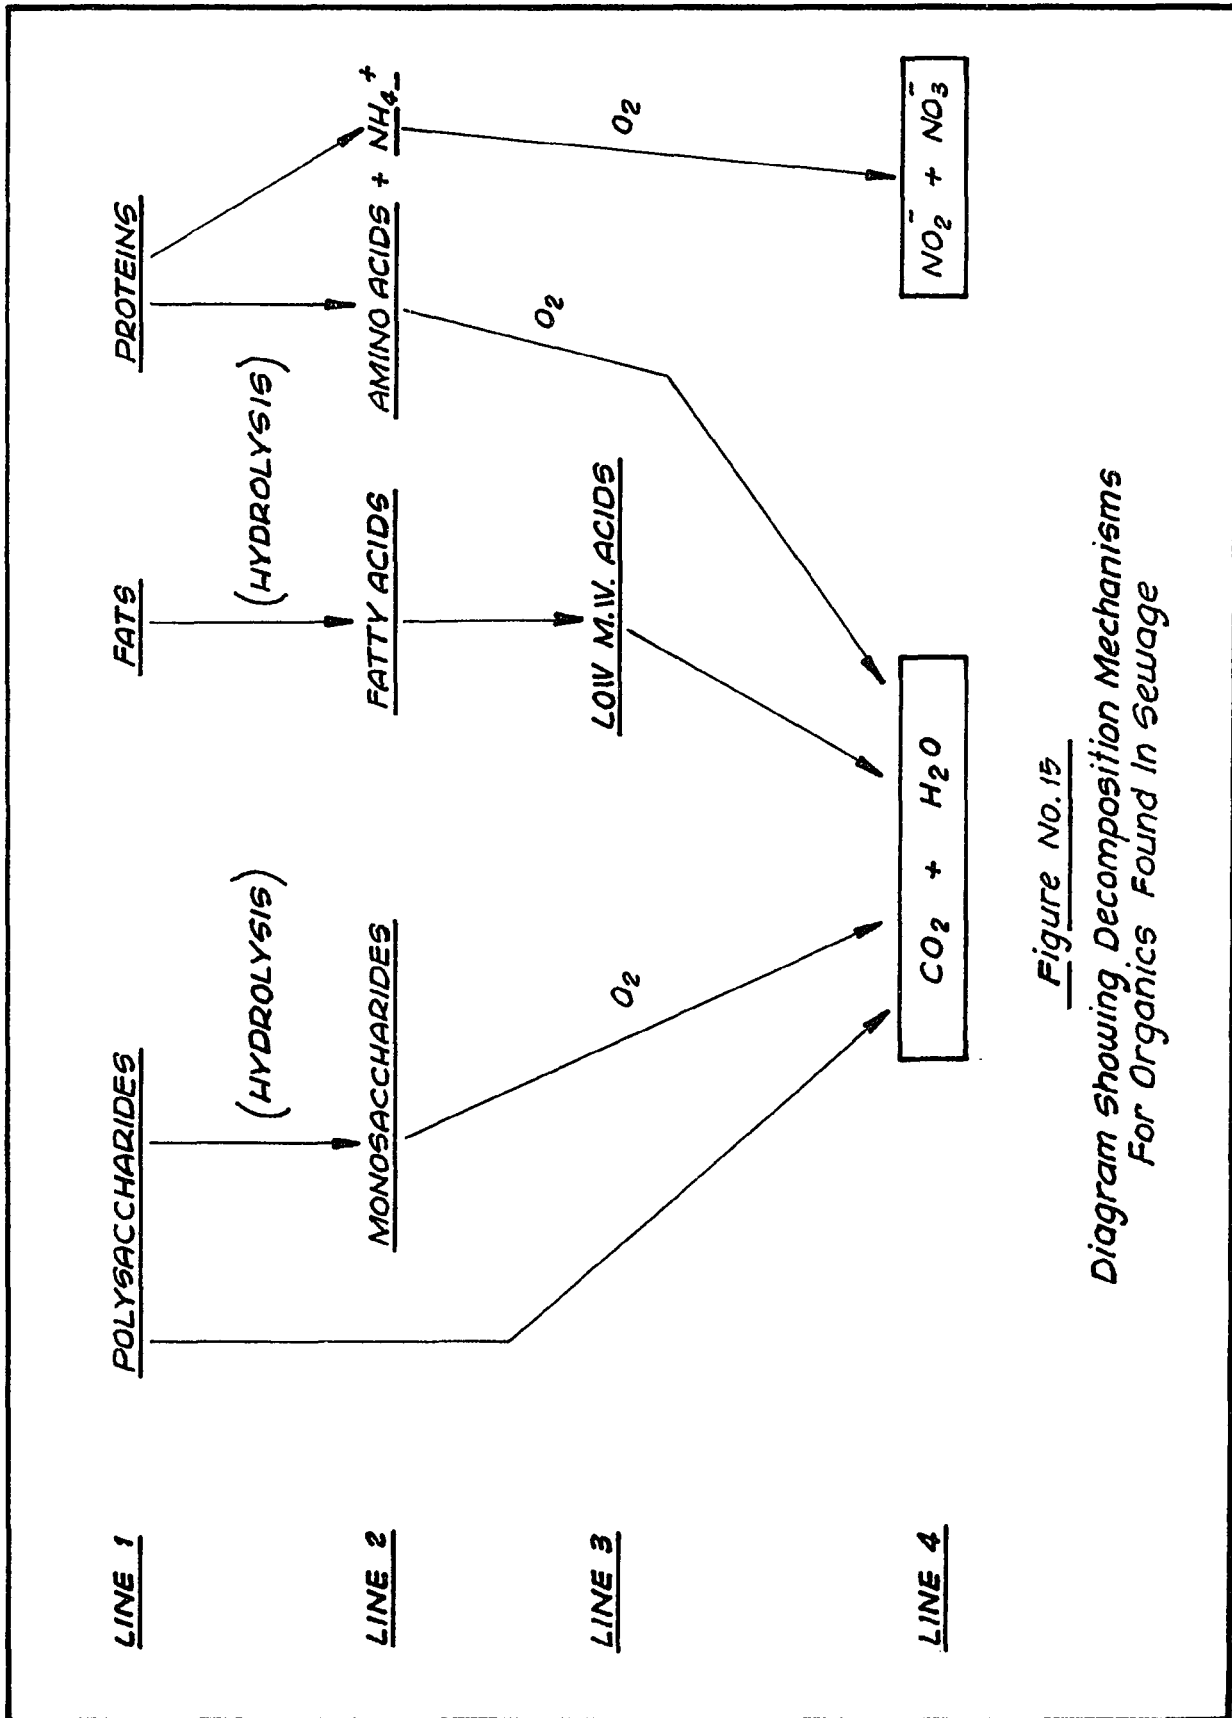 LINE 1 POLYSACCHARIDES FATS PROTEINS
(HYDROLYSIS) (HYDROLYSIS)
LINE 2 MONOSACCHARIDES FATTY ACIDS AMINO ACIDS + NH₄⁺
O₂
LINE 3 LOW M.W. ACIDS
O₂ O₂
LINE 4 CO₂ + H₂O NO₂⁻ + NO₃⁻
Figure No. 15
Diagram Showing Decomposition Mechanisms
For Organics Found In Sewage